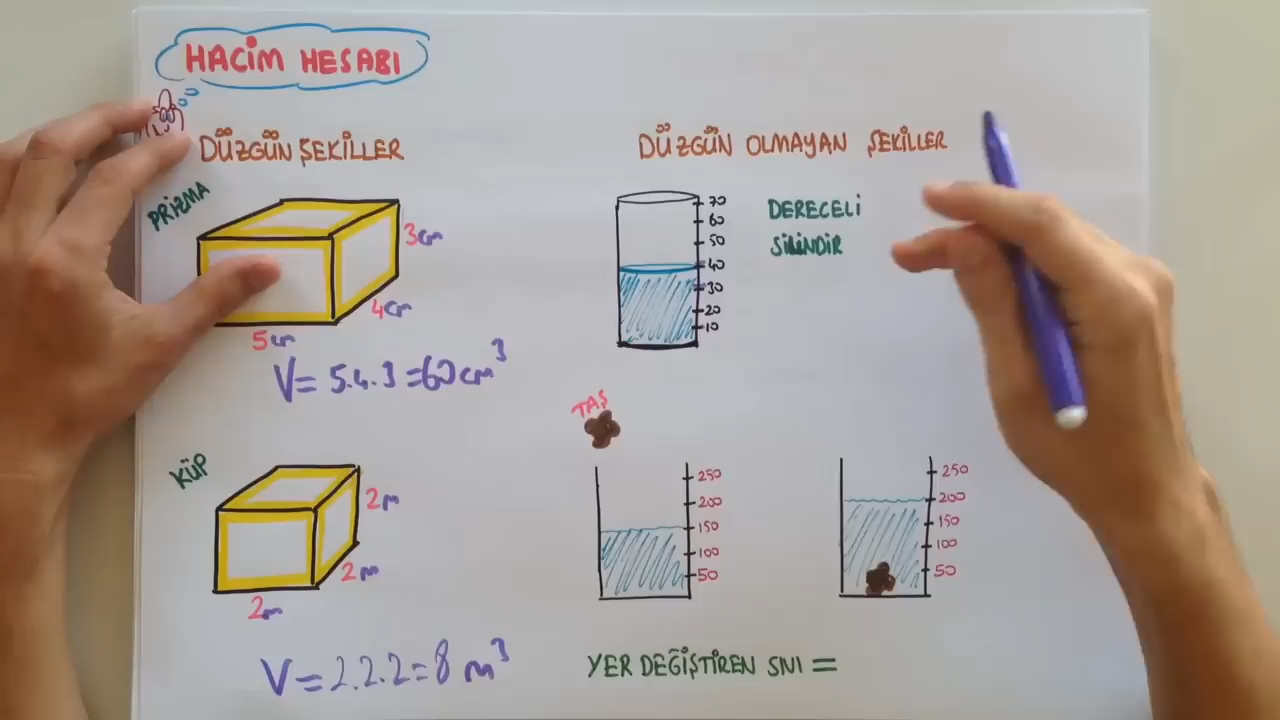 HACİM HESABI
DÜZGÜN ŞEKİLLER
PRİZMA
3cm
4cm
5cm
V= 5.4.3 =60cm³
KÜP
2m
2m
2m
V=2.2.2=8 m³
DÜZGÜN OLMAYAN ŞEKİLLER
70
60
50
40
30
20
10
DERECELİ
SİLİNDİR
TAŞ
250
200
150
100
50
250
200
150
100
50
YER DEĞİŞTİREN SIVI =